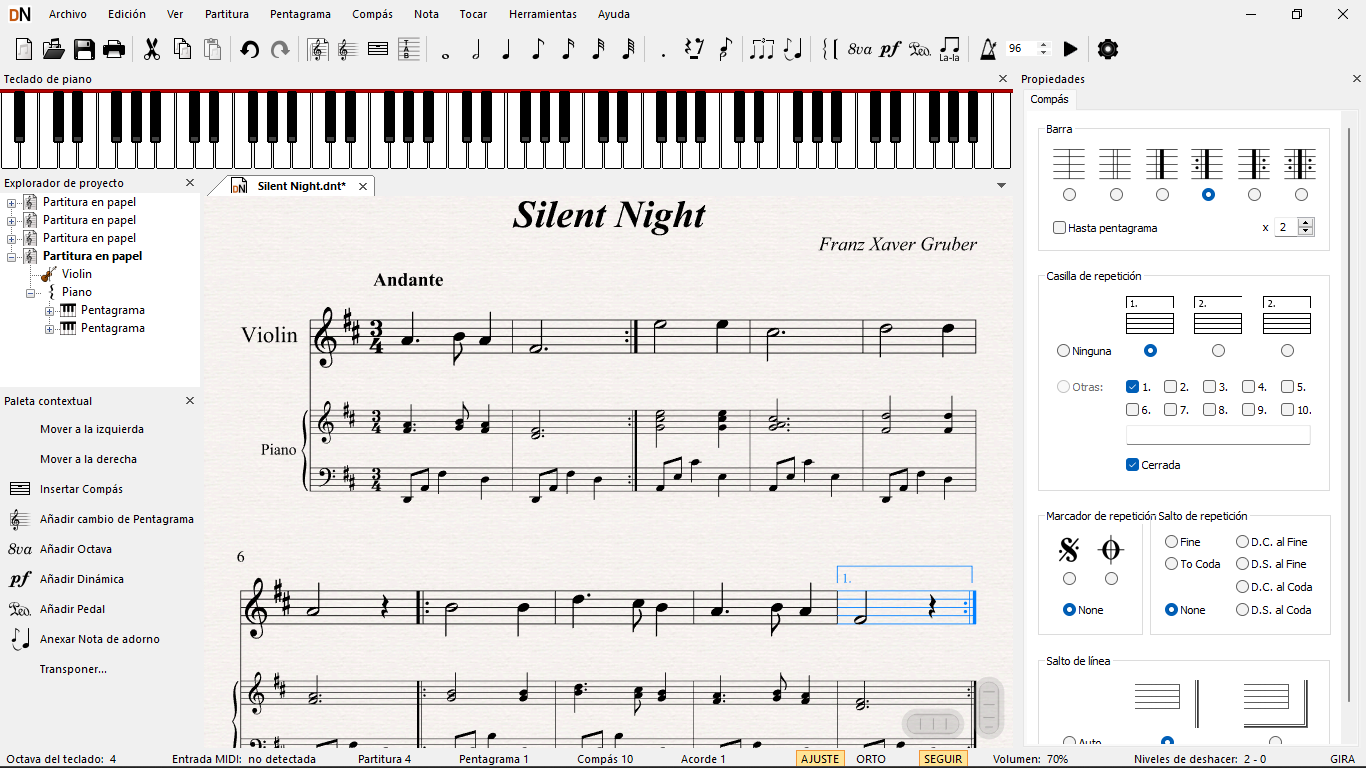 DN Archivo Edición Ver Partitura Pentagrama Compás Nota Tocar Herramientas Ayuda
TAB 8va pf Ped. La-la 96
Teclado de piano
Propiedades
Compás
Barra
Hasta pentagrama x 2
Casilla de repetición
1. 2. 2.
Ninguna
Otras: 1. 2. 3. 4. 5.
6. 7. 8. 9. 10.
Cerrada
Marcador de repetición
None
Salto de repetición
Fine D.C. al Fine
To Coda D.S. al Fine
D.C. al Coda
None D.S. al Coda
Salto de línea
Auto
Explorador de proyecto
Partitura en papel
Partitura en papel
Partitura en papel
Partitura en papel
Violin
Piano
Pentagrama
Pentagrama
Paleta contextual
Mover a la izquierda
Mover a la derecha
Insertar Compás
Añadir cambio de Pentagrama
8va Añadir Octava
pf Añadir Dinámica
Ped. Añadir Pedal
Anexar Nota de adorno
Transponer...
DN Silent Night.dnt*
Silent Night
Franz Xaver Gruber
Andante
Violin 3 4
Piano 3 4
3 4
6
1.
Octava del teclado: 4 Entrada MIDI: no detectada Partitura 4 Pentagrama 1 Compás 10 Acorde 1 AJUSTE ORTO SEGUIR Volumen: 70% Niveles de deshacer: 2 - 0 GIRA